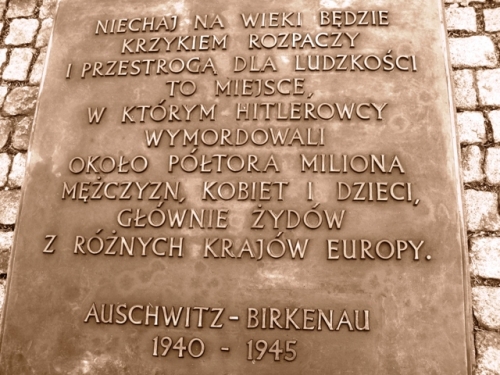 NIECHAJ NA WIEKI BĘDZIE
KRZYKIEM ROZPACZY
I PRZESTROGĄ DLA LUDZKOŚCI
TO MIEJSCE,
W KTÓRYM HITLEROWCY
WYMORDOWALI
OKOŁO PÓŁTORA MILIONA
MĘŻCZYZN, KOBIET I DZIECI,
GŁÓWNIE ŻYDÓW
Z RÓŻNYCH KRAJÓW EUROPY.
AUSCHWITZ - BIRKENAU
1940 - 1945